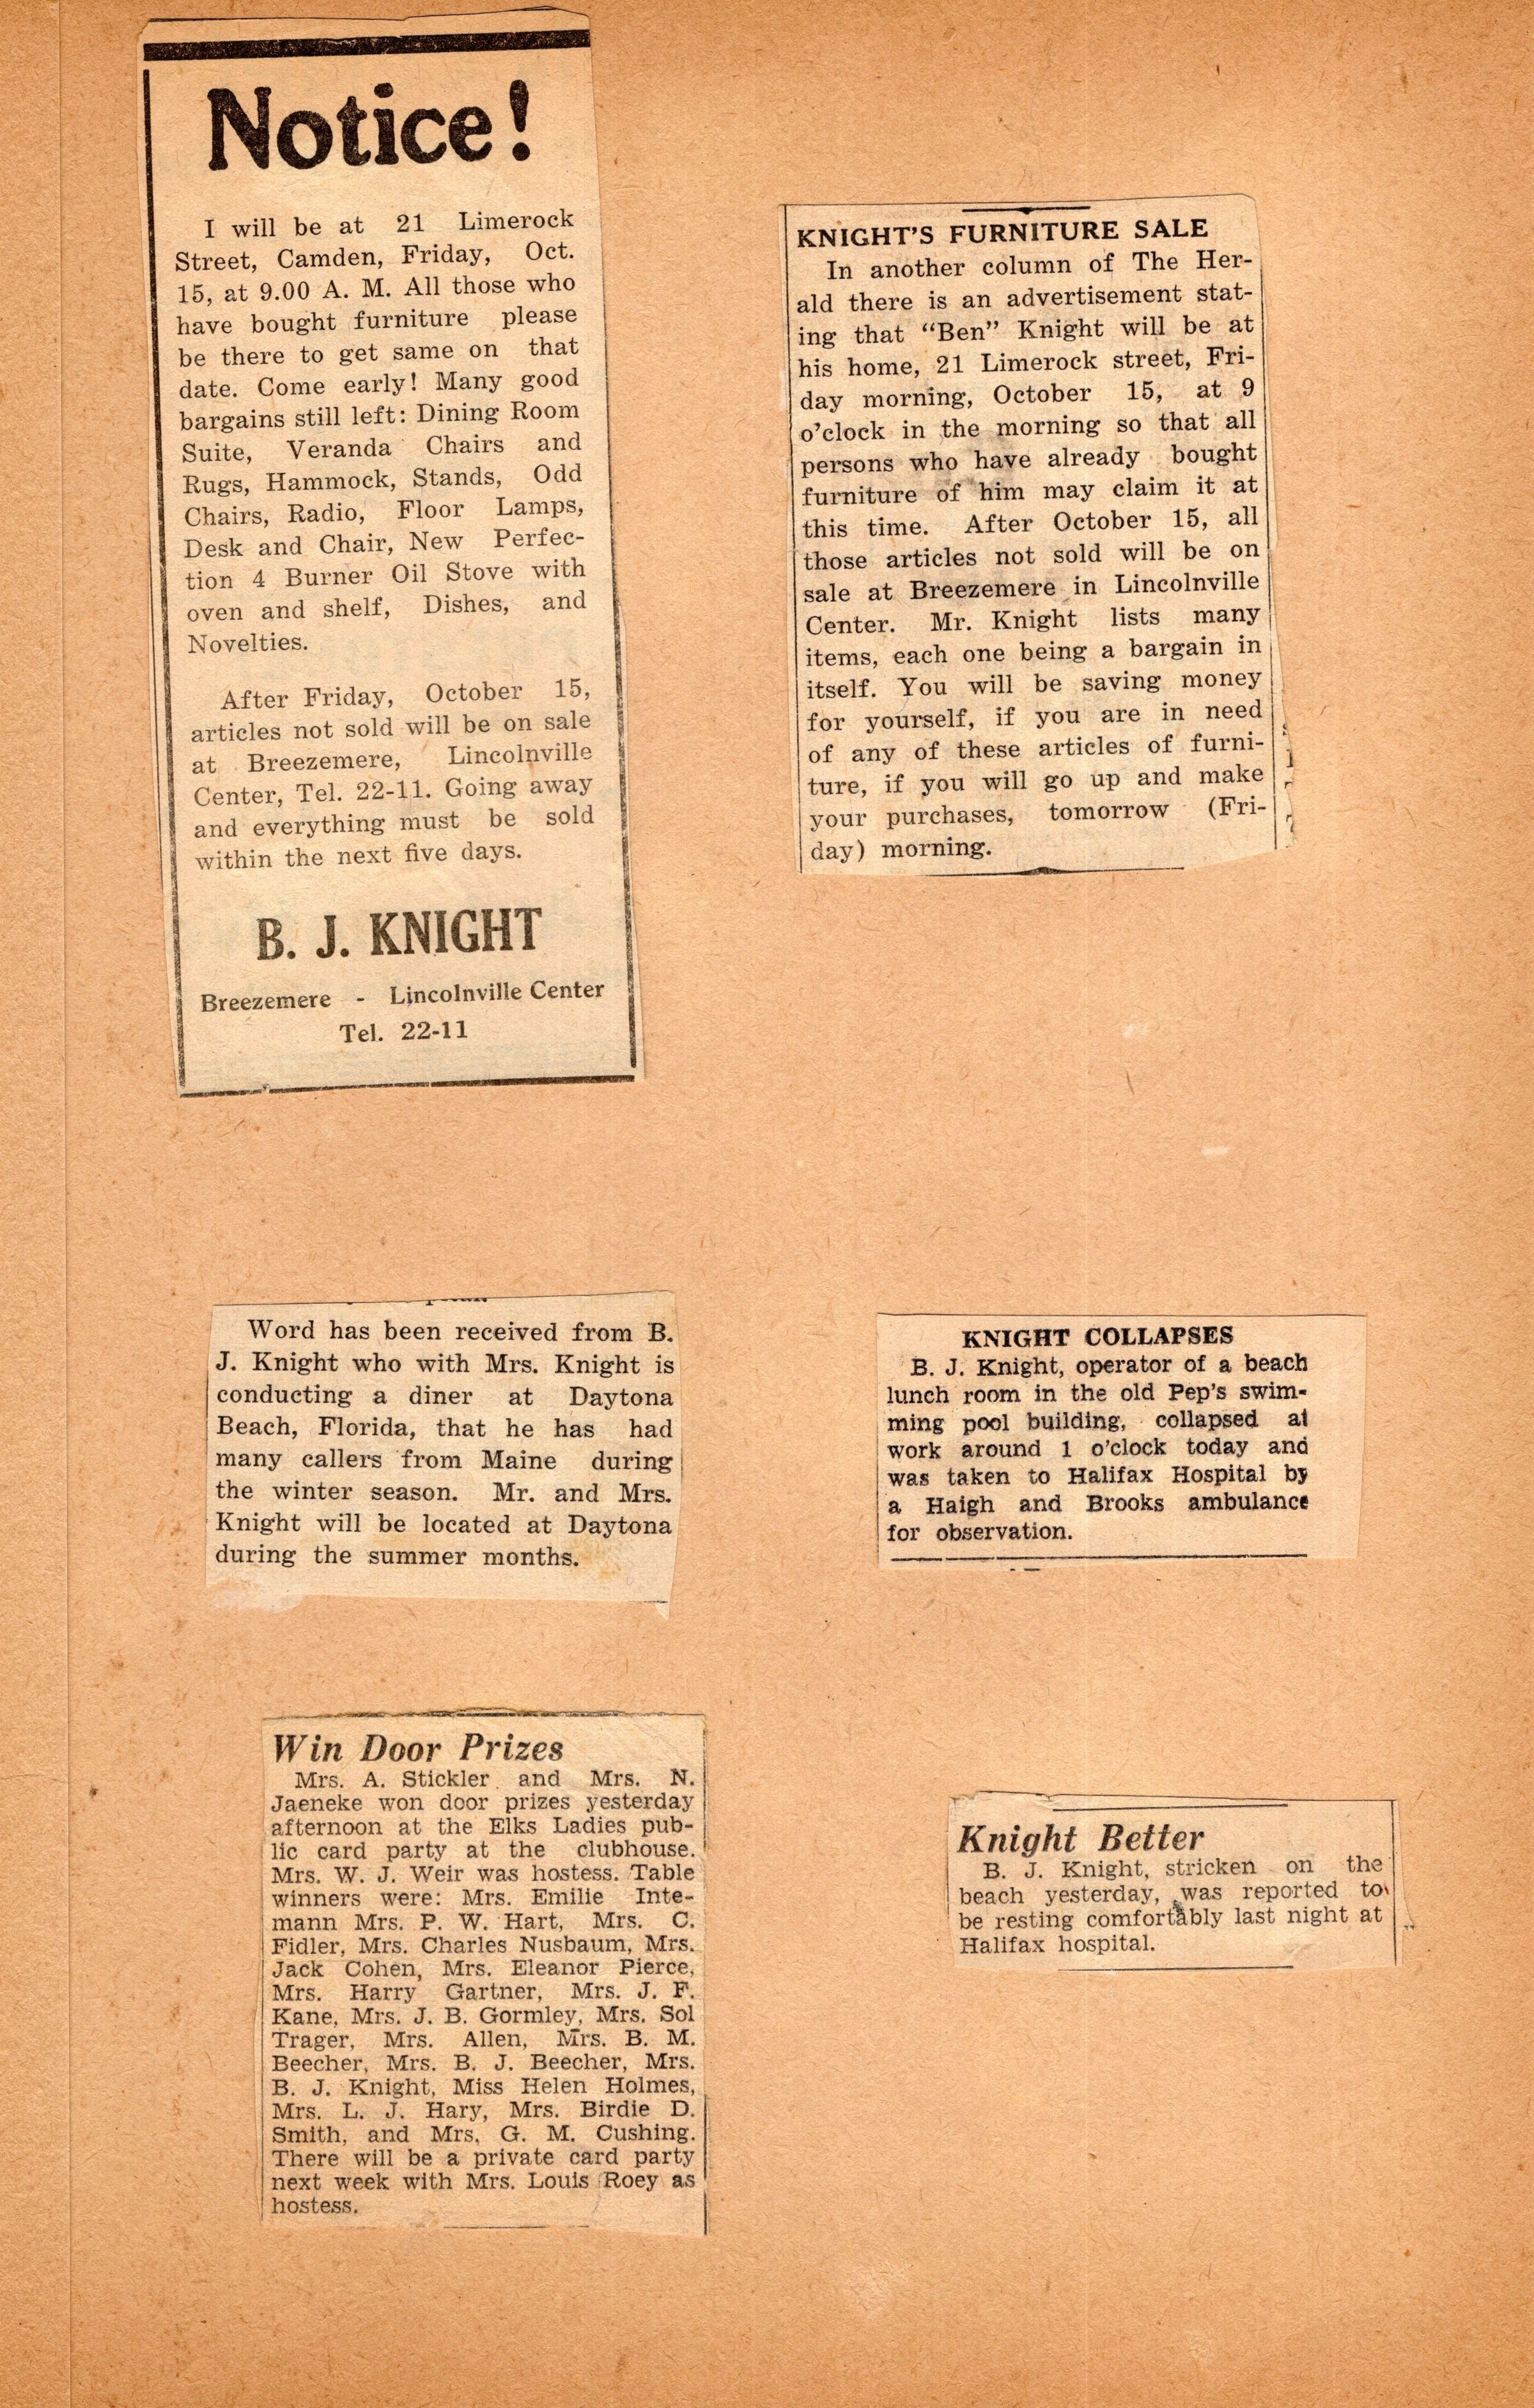 Notice!
I will be at 21 Limerock
Street, Camden, Friday, Oct.
15, at 9.00 A. M. All those who
have bought furniture please
be there to get same on that
date. Come early! Many good
bargains still left: Dining Room
Suite, Veranda Chairs and
Rugs, Hammock, Stands, Odd
Chairs, Radio, Floor Lamps,
Desk and Chair, New Perfec-
tion 4 Burner Oil Stove with
oven and shelf, Dishes, and
Novelties.
After Friday, October 15,
articles not sold will be on sale
at Breezemere, Lincolnville
Center, Tel. 22-11. Going away
and everything must be sold
within the next five days.
B. J. KNIGHT
Breezemere - Lincolnville Center
Tel. 22-11
KNIGHT'S FURNITURE SALE
In another column of The Her-
ald there is an advertisement stat-
ing that "Ben" Knight will be at
his home, 21 Limerock street, Fri-
day morning, October 15, at 9
o'clock in the morning so that all
persons who have already bought
furniture of him may claim it at
this time. After October 15, all
those articles not sold will be on
sale at Breezemere in Lincolnville
Center. Mr. Knight lists many
items, each one being a bargain in
itself. You will be saving money
for yourself, if you are in need
of any of these articles of furni-
ture, if you will go up and make
your purchases, tomorrow (Fri-
day) morning.
Word has been received from B.
J. Knight who with Mrs. Knight is
conducting a diner at Daytona
Beach, Florida, that he has had
many callers from Maine during
the winter season. Mr. and Mrs.
Knight will be located at Daytona
during the summer months.
KNIGHT COLLAPSES
B. J. Knight, operator of a beach
lunch room in the old Pep's swim-
ming pool building, collapsed at
work around 1 o'clock today and
was taken to Halifax Hospital by
a Haigh and Brooks ambulance
for observation.
Win Door Prizes
Mrs. A. Stickler and Mrs. N.
Jaeneke won door prizes yesterday
afternoon at the Elks Ladies pub-
lic card party at the clubhouse.
Mrs. W. J. Weir was hostess. Table
winners were: Mrs. Emilie Inte-
mann Mrs. P. W. Hart, Mrs. C.
Fidler, Mrs. Charles Nusbaum, Mrs.
Jack Cohen, Mrs. Eleanor Pierce,
Mrs. Harry Gartner, Mrs. J. F.
Kane, Mrs. J. B. Gormley, Mrs. Sol
Trager, Mrs. Allen, Mrs. B. M.
Beecher, Mrs. B. J. Beecher, Mrs.
B. J. Knight, Miss Helen Holmes,
Mrs. L. J. Hary, Mrs. Birdie D.
Smith, and Mrs. G. M. Cushing.
There will be a private card party
next week with Mrs. Louis Roey as
hostess.
Knight Better
B. J. Knight, stricken on the
beach yesterday, was reported to
be resting comfortably last night at
Halifax hospital.